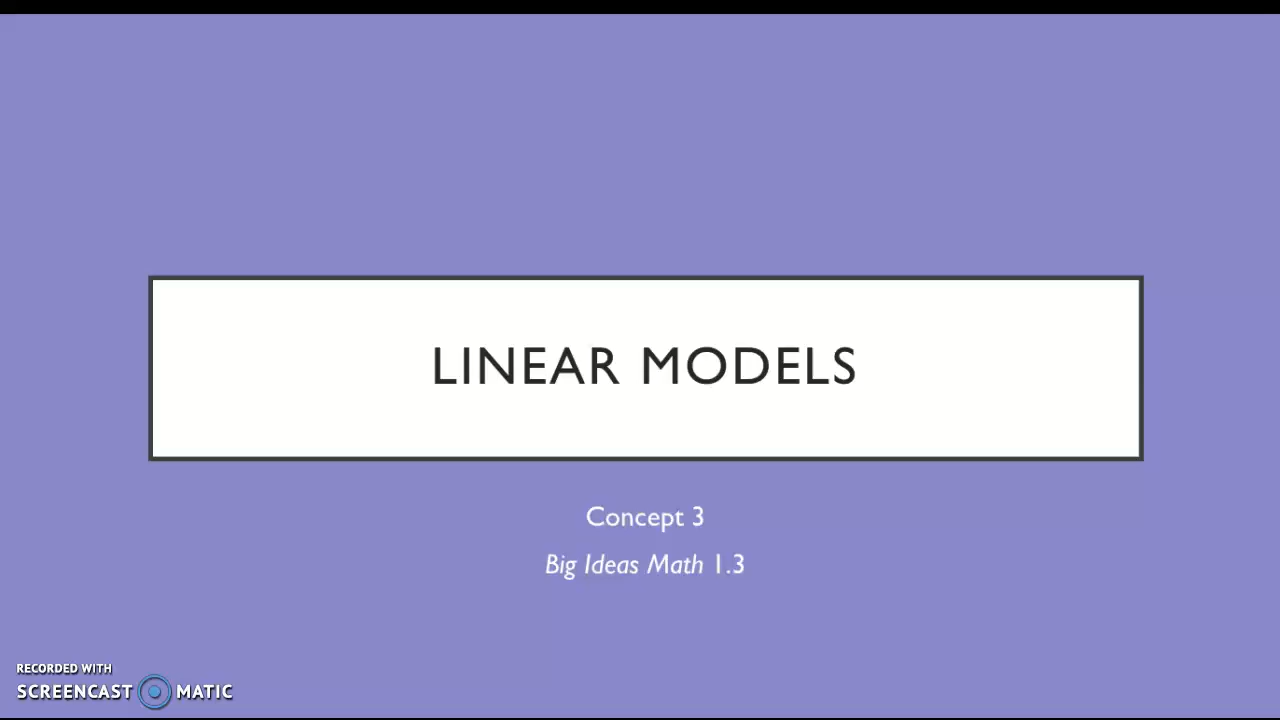 LINEAR MODELS
Concept 3
Big Ideas Math 1.3
RECORDED WITH
SCREENCAST MATIC